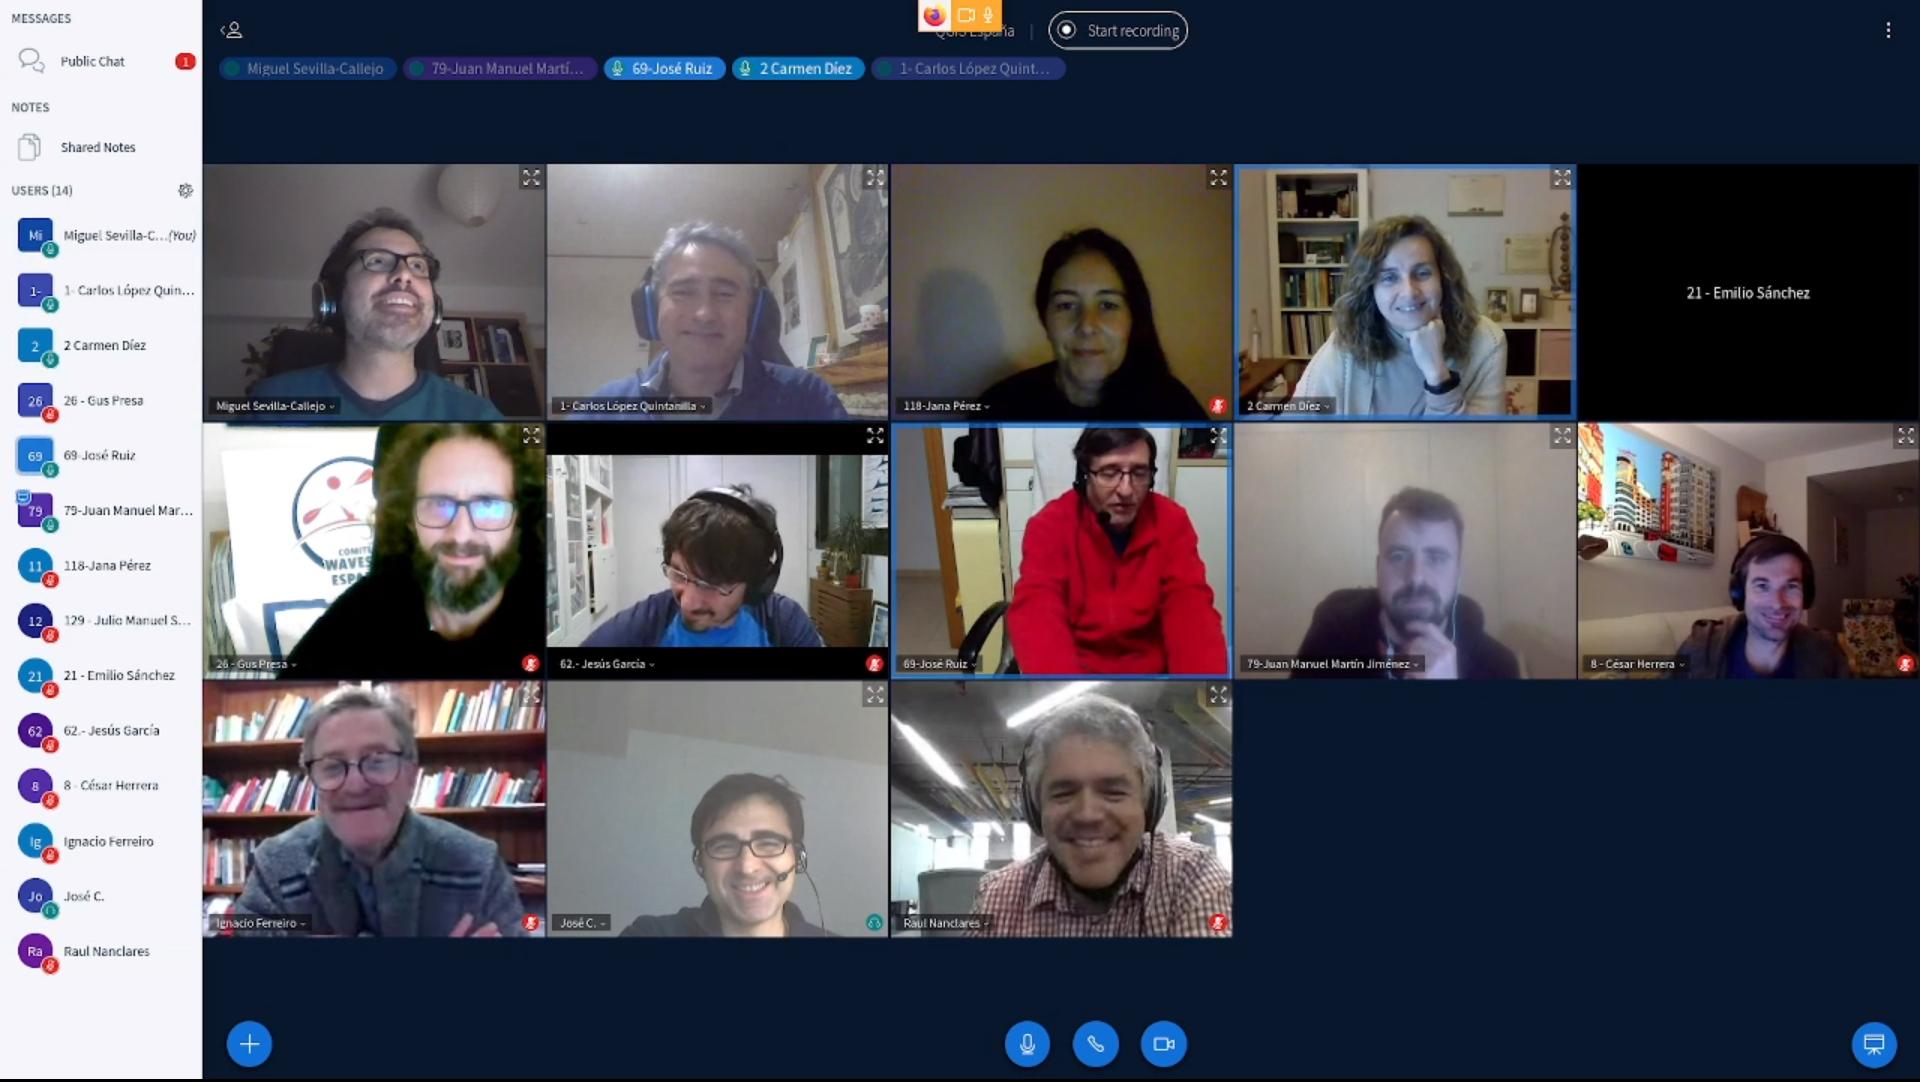 MESSAGES
Public Chat
1
NOTES
Shared Notes
USERS (14)
Mi
Miguel Sevilla-C... (You)
1-
1- Carlos López Quin...
2
2 Carmen Díez
26
26 - Gus Presa
69
69-José Ruiz
79
79-Juan Manuel Mar...
11
118-Jana Pérez
12
129 - Julio Manuel S...
21
21 - Emilio Sánchez
62
62.- Jesús García
8
8 - César Herrera
Ig
Ignacio Ferreiro
Jo
José C.
Ra
Raul Nanclares
España
Start recording
Miguel Sevilla-Callejo
79-Juan Manuel Martí...
69-José Ruiz
2 Carmen Díez
1- Carlos López Quint...
Miguel Sevilla-Callejo
1- Carlos López Quintanilla
118-Jana Pérez
2 Carmen Díez
21 - Emilio Sánchez
COMITÉ
WAVES
ESPA
26 - Gus Presa
62.- Jesús García
69-José Ruiz
79-Juan Manuel Martín Jiménez
8 - César Herrera
Ignacio Ferreiro
José C.
Raul Nanclares